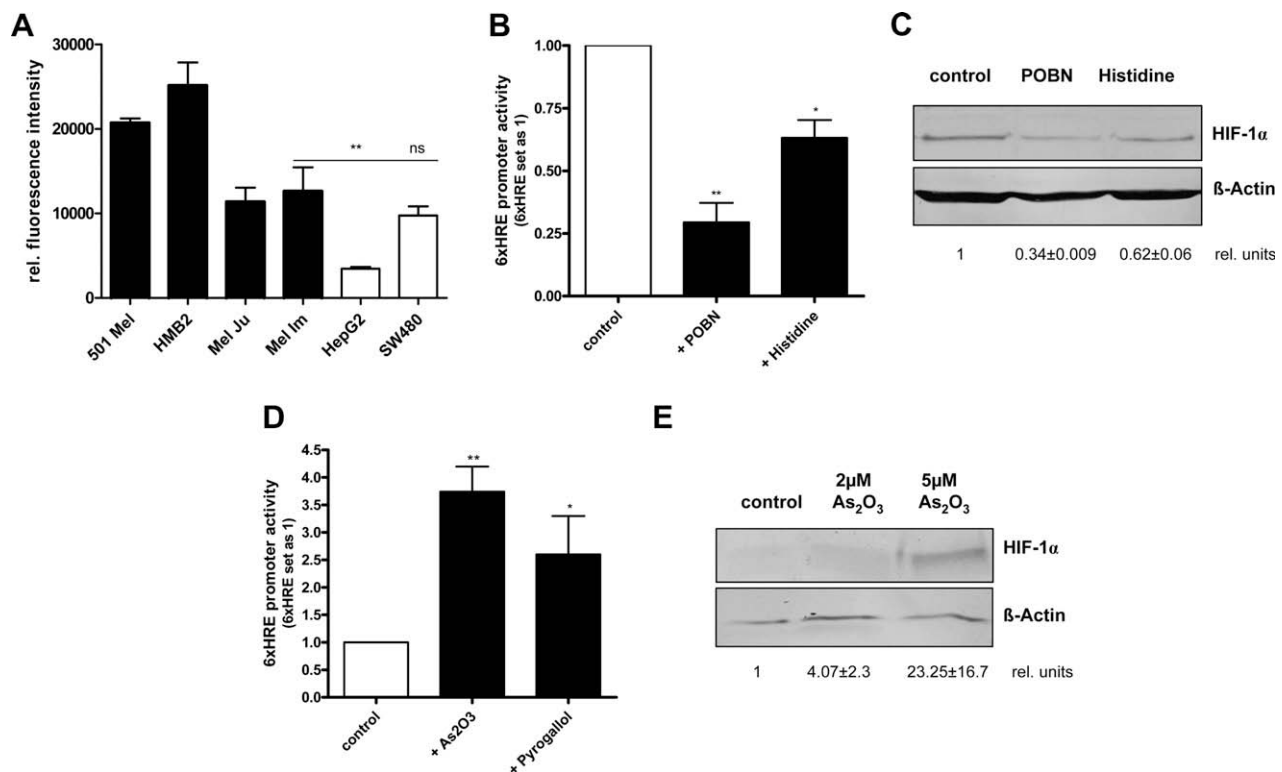 A
rel. fluorescence intensity
30000
20000
10000
0
**
ns
501 Mel
HMB2
Mel Ju
Mel Im
HepG2
SW480
B
6xHRE promoter activity
(6xHRE set as 1)
1.00
0.75
0.50
0.25
0.00
**
*
control
+ POBN
+ Histidine
C
control POBN Histidine
HIF-1α
ß-Actin
1 0.34±0.009 0.62±0.06 rel. units
D
6xHRE promoter activity
(6xHRE set as 1)
4.5
4.0
3.5
3.0
2.5
2.0
1.5
1.0
0.5
0.0
**
*
control
+ As2O3
+ Pyrogallol
E
control 2µM As₂O₃ 5µM As₂O₃
HIF-1α
ß-Actin
1 4.07±2.3 23.25±16.7 rel. units